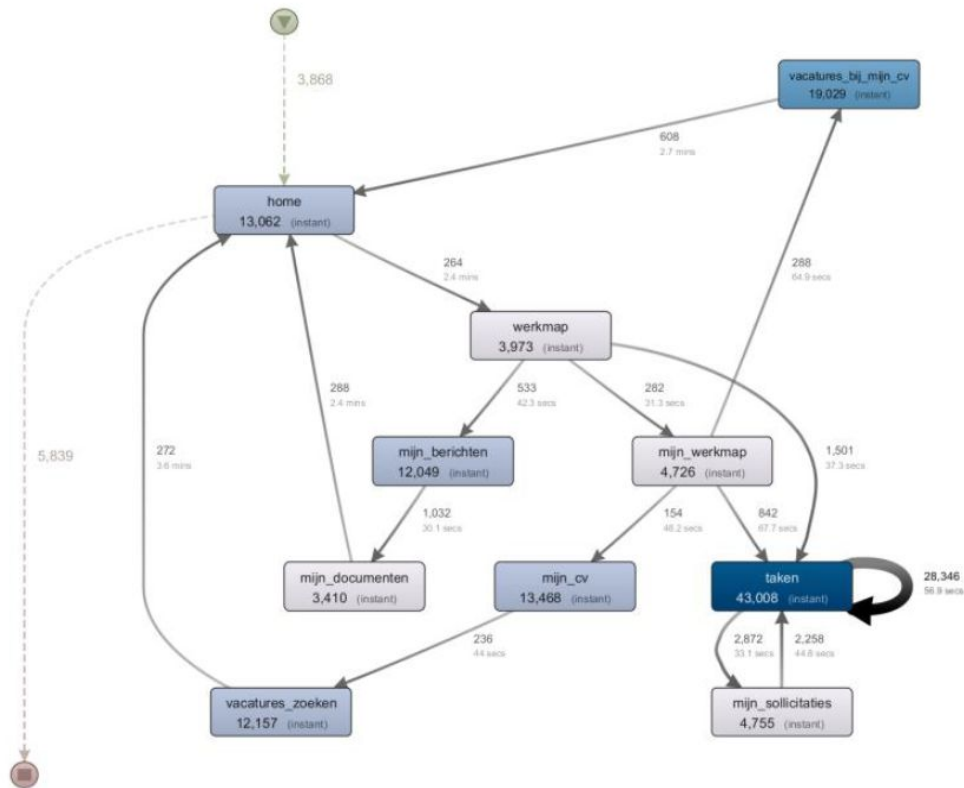 3,868
vacatures_bij_mijn_cv
19,029 (instant)
608
2.7 mins
home
13,062 (instant)
264
2.4 mins
288
64.9 secs
werkmap
3,973 (instant)
533
42.3 secs
282
31.3 secs
288
2.4 mins
5,839
272
3.6 mins
mijn_berichten
12,049 (instant)
mijn_werkmap
4,726 (instant)
1,501
37.3 secs
1,032
30.1 secs
154
46.2 secs
842
67.7 secs
mijn_documenten
3,410 (instant)
mijn_cv
13,468 (instant)
taken
43,008 (instant)
28,346
56.9 secs
236
44 secs
2,872
33.1 secs
2,258
44.6 secs
vacatures_zoeken
12,157 (instant)
mijn_sollicitaties
4,755 (instant)